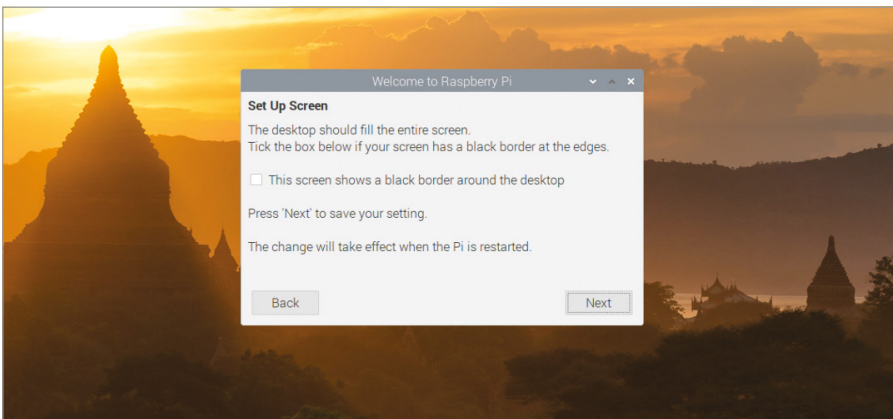 Welcome to Raspberry Pi
Set Up Screen
The desktop should fill the entire screen.
Tick the box below if your screen has a black border at the edges.
This screen shows a black border around the desktop
Press 'Next' to save your setting.
The change will take effect when the Pi is restarted.
Back
Next